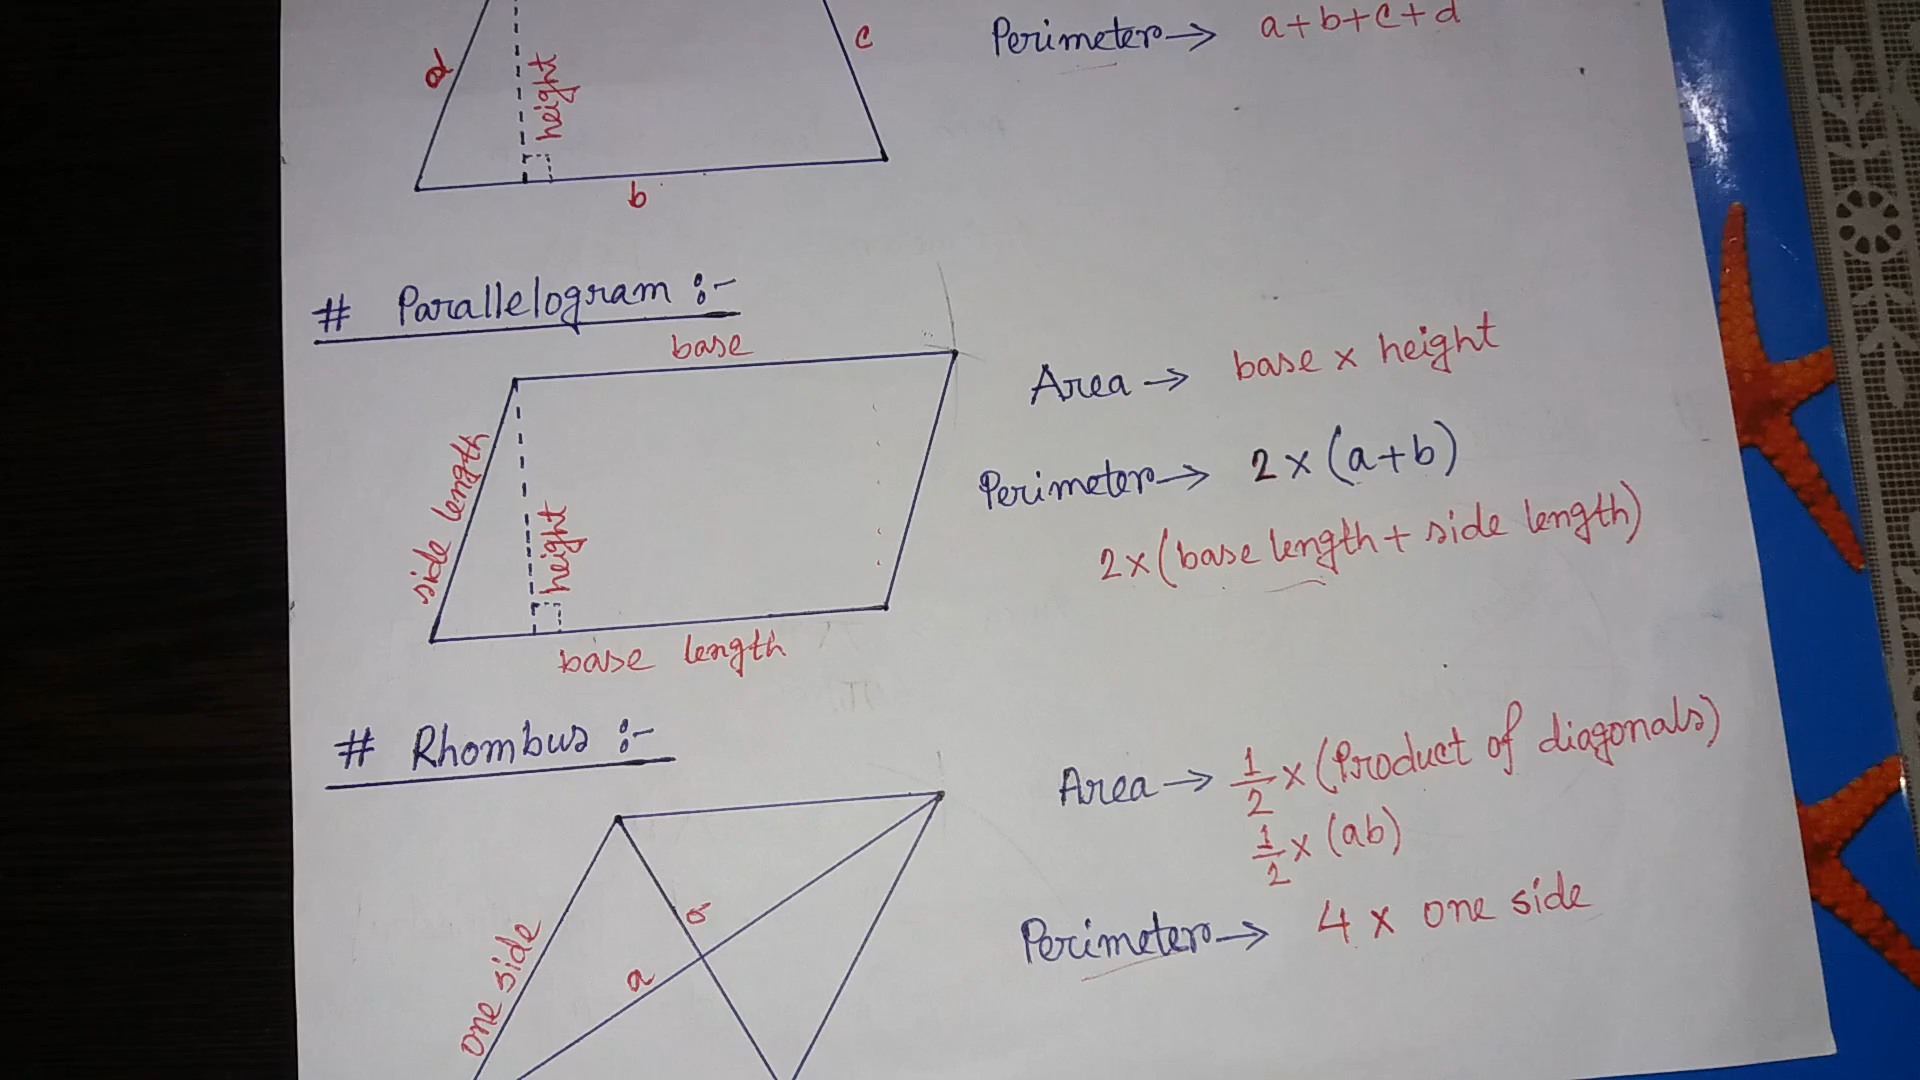 Perimeter → a+b+c+d
d
c
height
b
# Parallelogram :-
base
side length
height
base length
Area → base x height
Perimeter → 2 x (a+b)
2x (base length + side length)
# Rhombus :-
one side
a
b
Area → 1/2 x (Product of diagonals)
1/2 x (ab)
Perimeter → 4 x one side